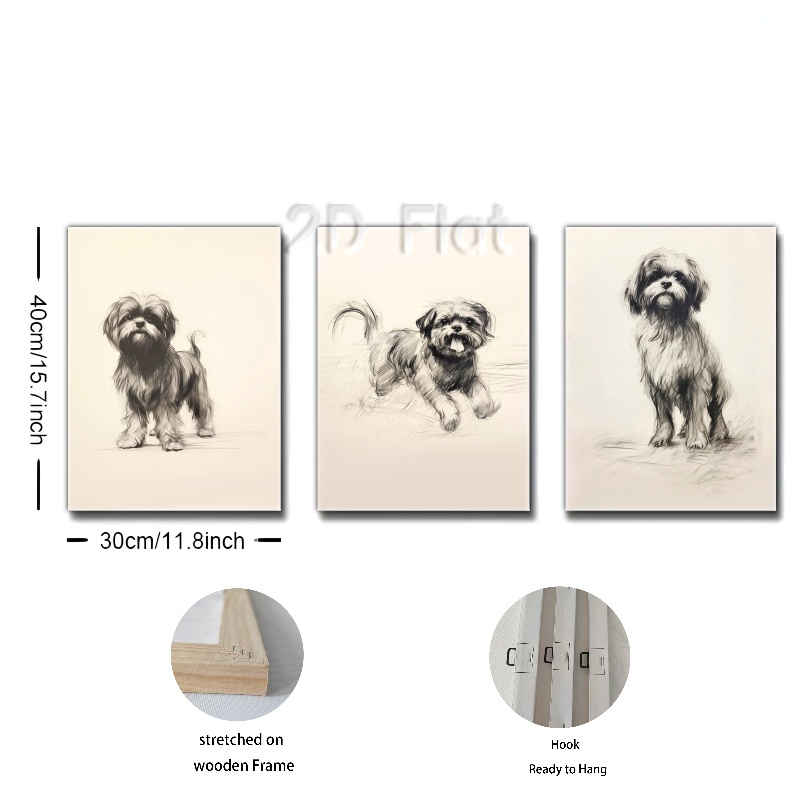 2D Flat
40cm/15.7inch
30cm/11.8inch
stretched on
wooden Frame
Hook
Ready to Hang